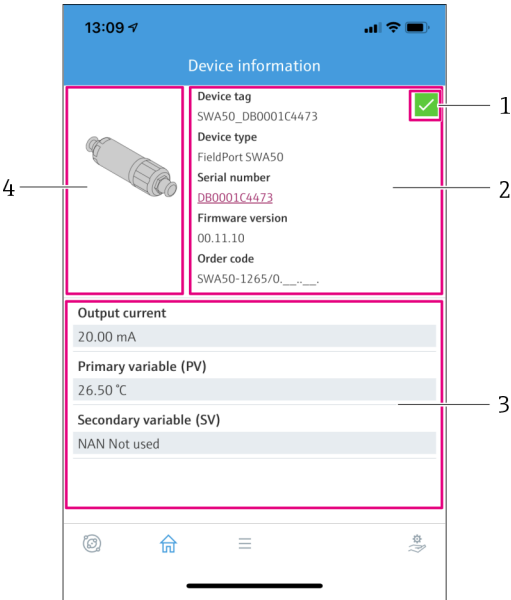 13:09
Device information
Device tag
SWA50_DB0001C4473
Device type
FieldPort SWA50
Serial number
DB0001C4473
Firmware version
00.11.10
Order code
SWA50-1265/0.__..__.
Output current
20.00 mA
Primary variable (PV)
26.50 °C
Secondary variable (SV)
NAN Not used
1
2
3
4